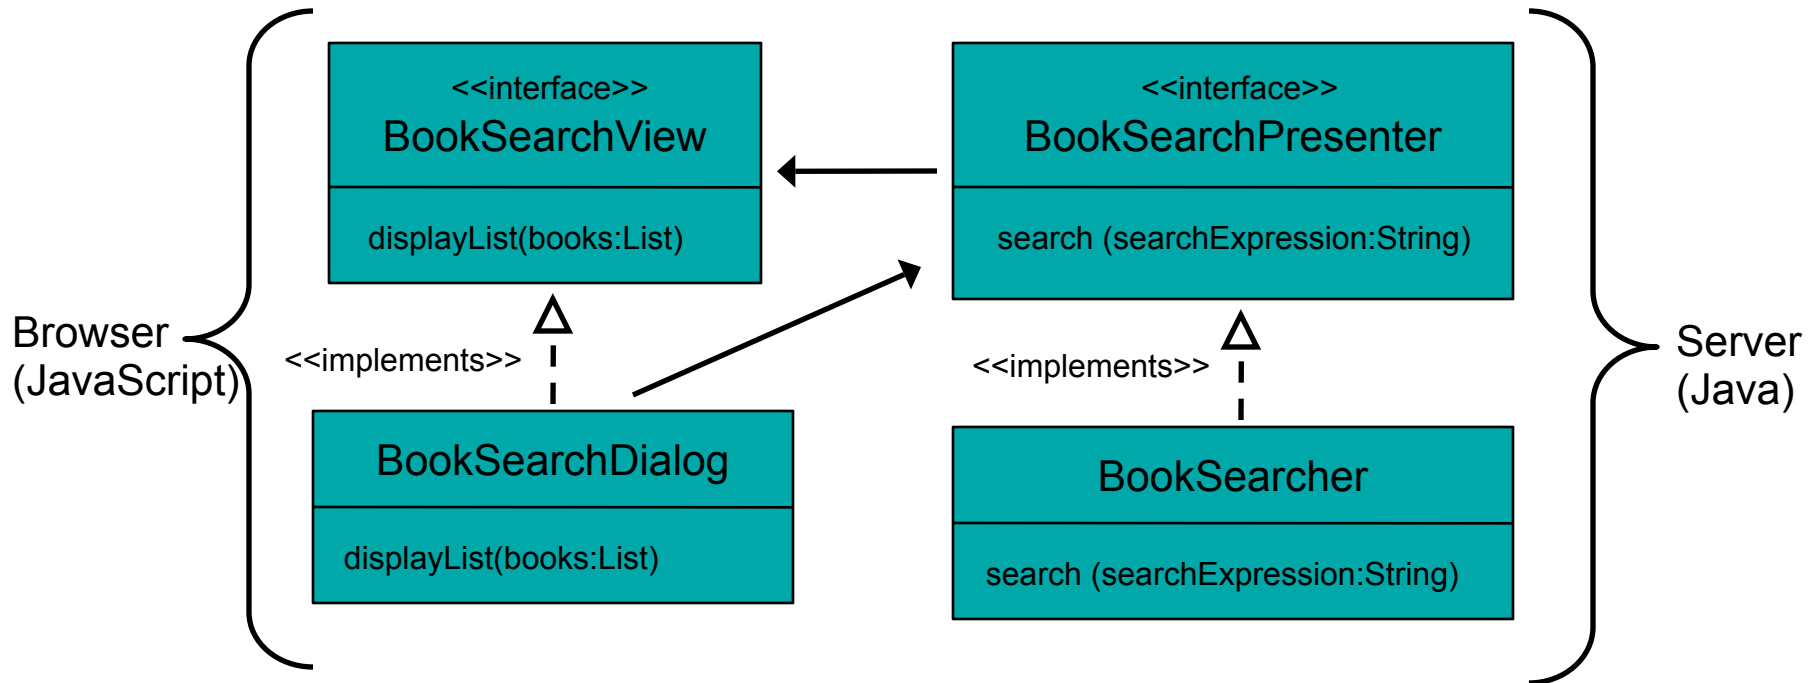 <<interface>>
BookSearchView
displayList(books:List)
<<interface>>
BookSearchPresenter
search (searchExpression:String)
Browser
(JavaScript)
<<implements>>
<<implements>>
Server
(Java)
BookSearchDialog
displayList(books:List)
BookSearcher
search (searchExpression:String)